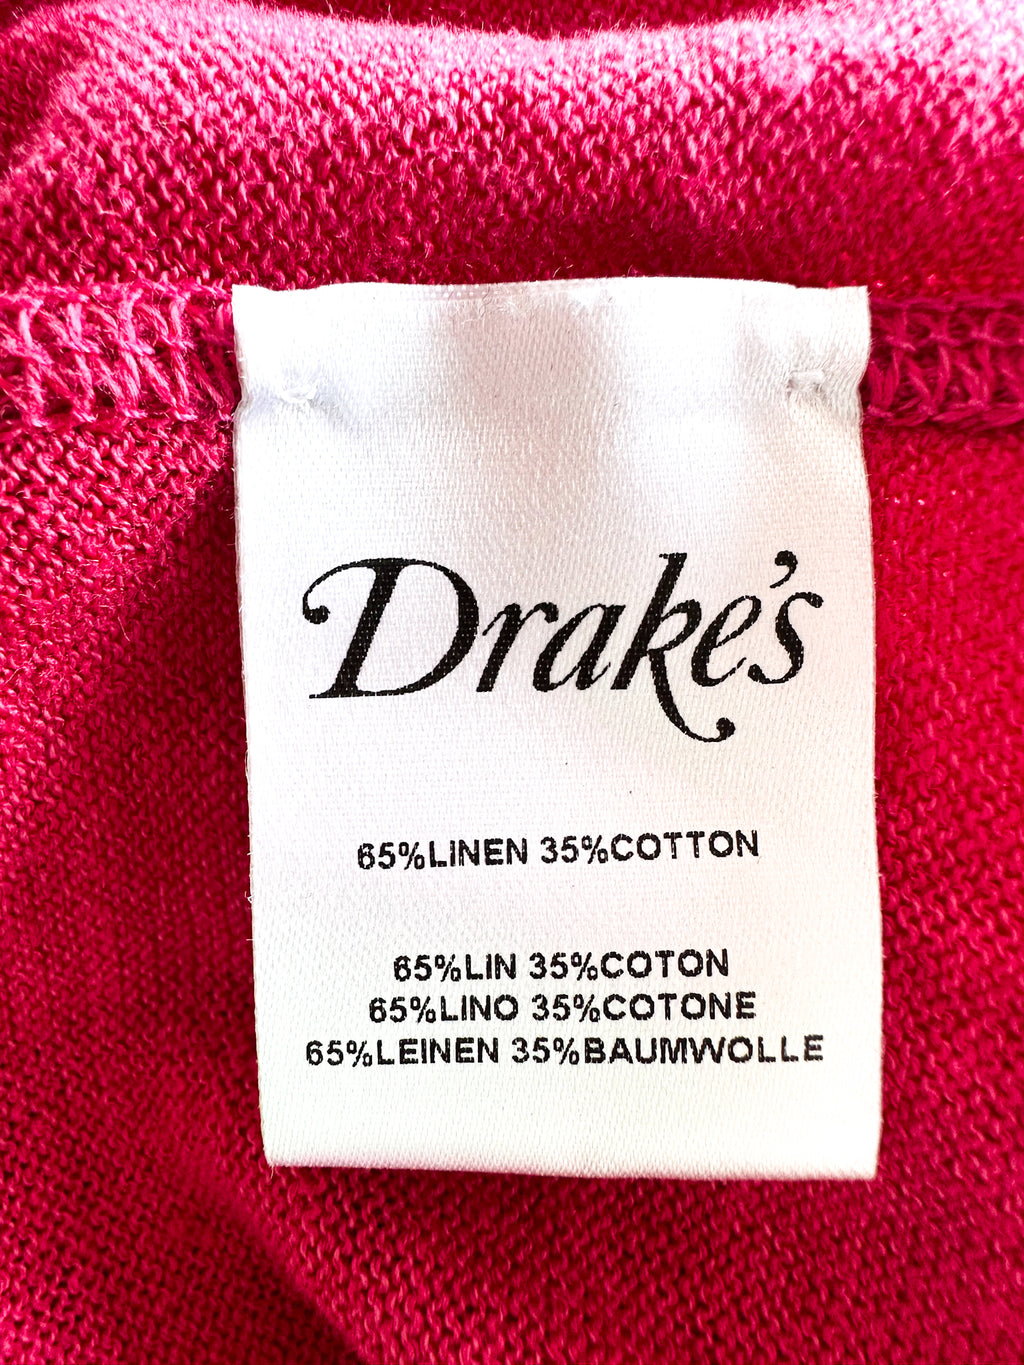 Drake's
65%LINEN 35%COTTON
65%LIN 35%COTON
65%LINO 35%COTONE
65%LEINEN 35%BAUMWOLLE